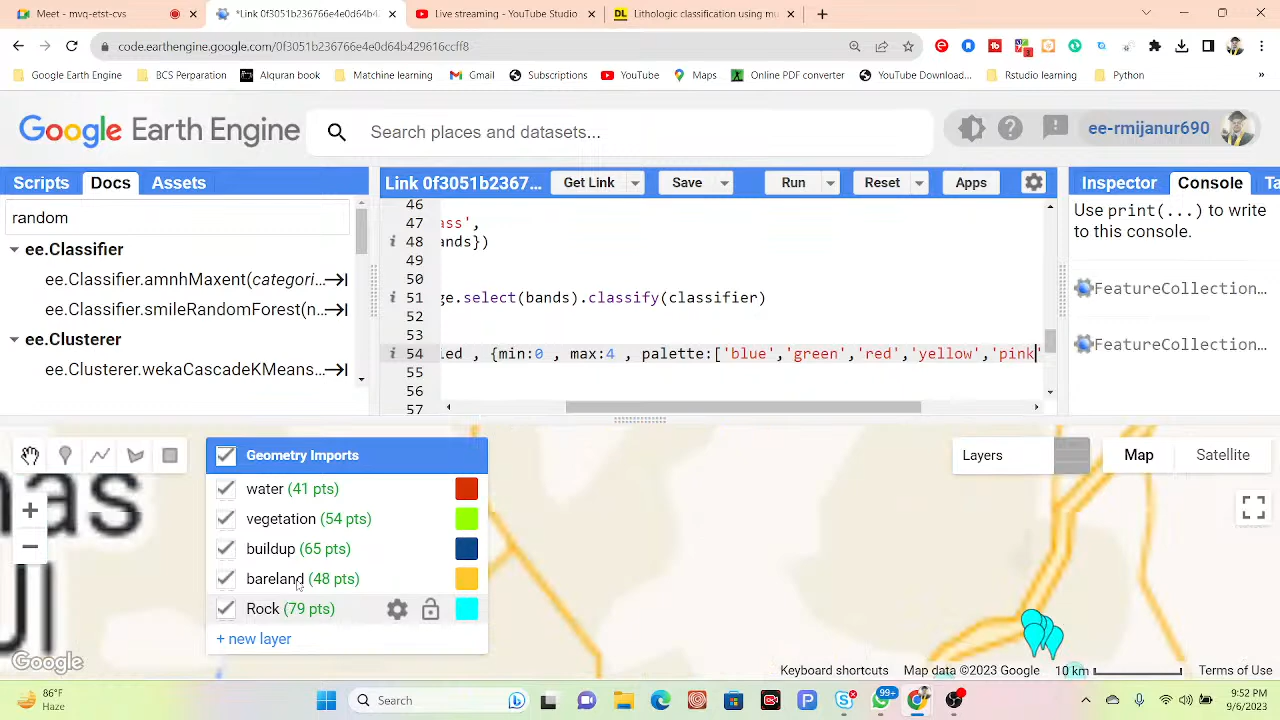 Meet - mvq-etst-cvs
*Link 0f3051b236766e4e0d64b4
Live streaming - YouTube Studio
DL Lithologic classification using mu
code.earthengine.google.com
Google Earth Engine
BCS Perparation
Alquran book
Matchine learning
Gmail
Subscriptions
YouTube
Maps
Online PDF converter
YouTube Download...
Rstudio learning
Python
»
Google Earth Engine
Search places and datasets...
ee-rmijanur690
Scripts
Docs
Assets
Link 0f3051b2367...
Get Link
Save
Run
Reset
Apps
Inspector
Console
Ta
random
ee.Classifier
ee.Classifier.amnhMaxent(categori...
ee.Classifier.smileRandomForest(n...
ee.Clusterer
ee.Clusterer.wekaCascadeKMeans...
46
47 ass',
48 ands})
49
50
51 ge.select(bands).classify(classifier)
52
53
54 led , {min:0 , max:4 , palette:['blue','green','red','yellow','pink'
55
56
57
Use print(...) to write
to this console.
FeatureCollection...
FeatureCollection...
Geometry Imports
water (41 pts)
vegetation (54 pts)
buildup (65 pts)
bareland (48 pts)
Rock (79 pts)
+ new layer
Layers
Map
Satellite
+
−
Google
Keyboard shortcuts
Map data ©2023 Google
10 km
Terms of Use
86°F
Haze
Search
99+
9:52 PM
9/6/2023